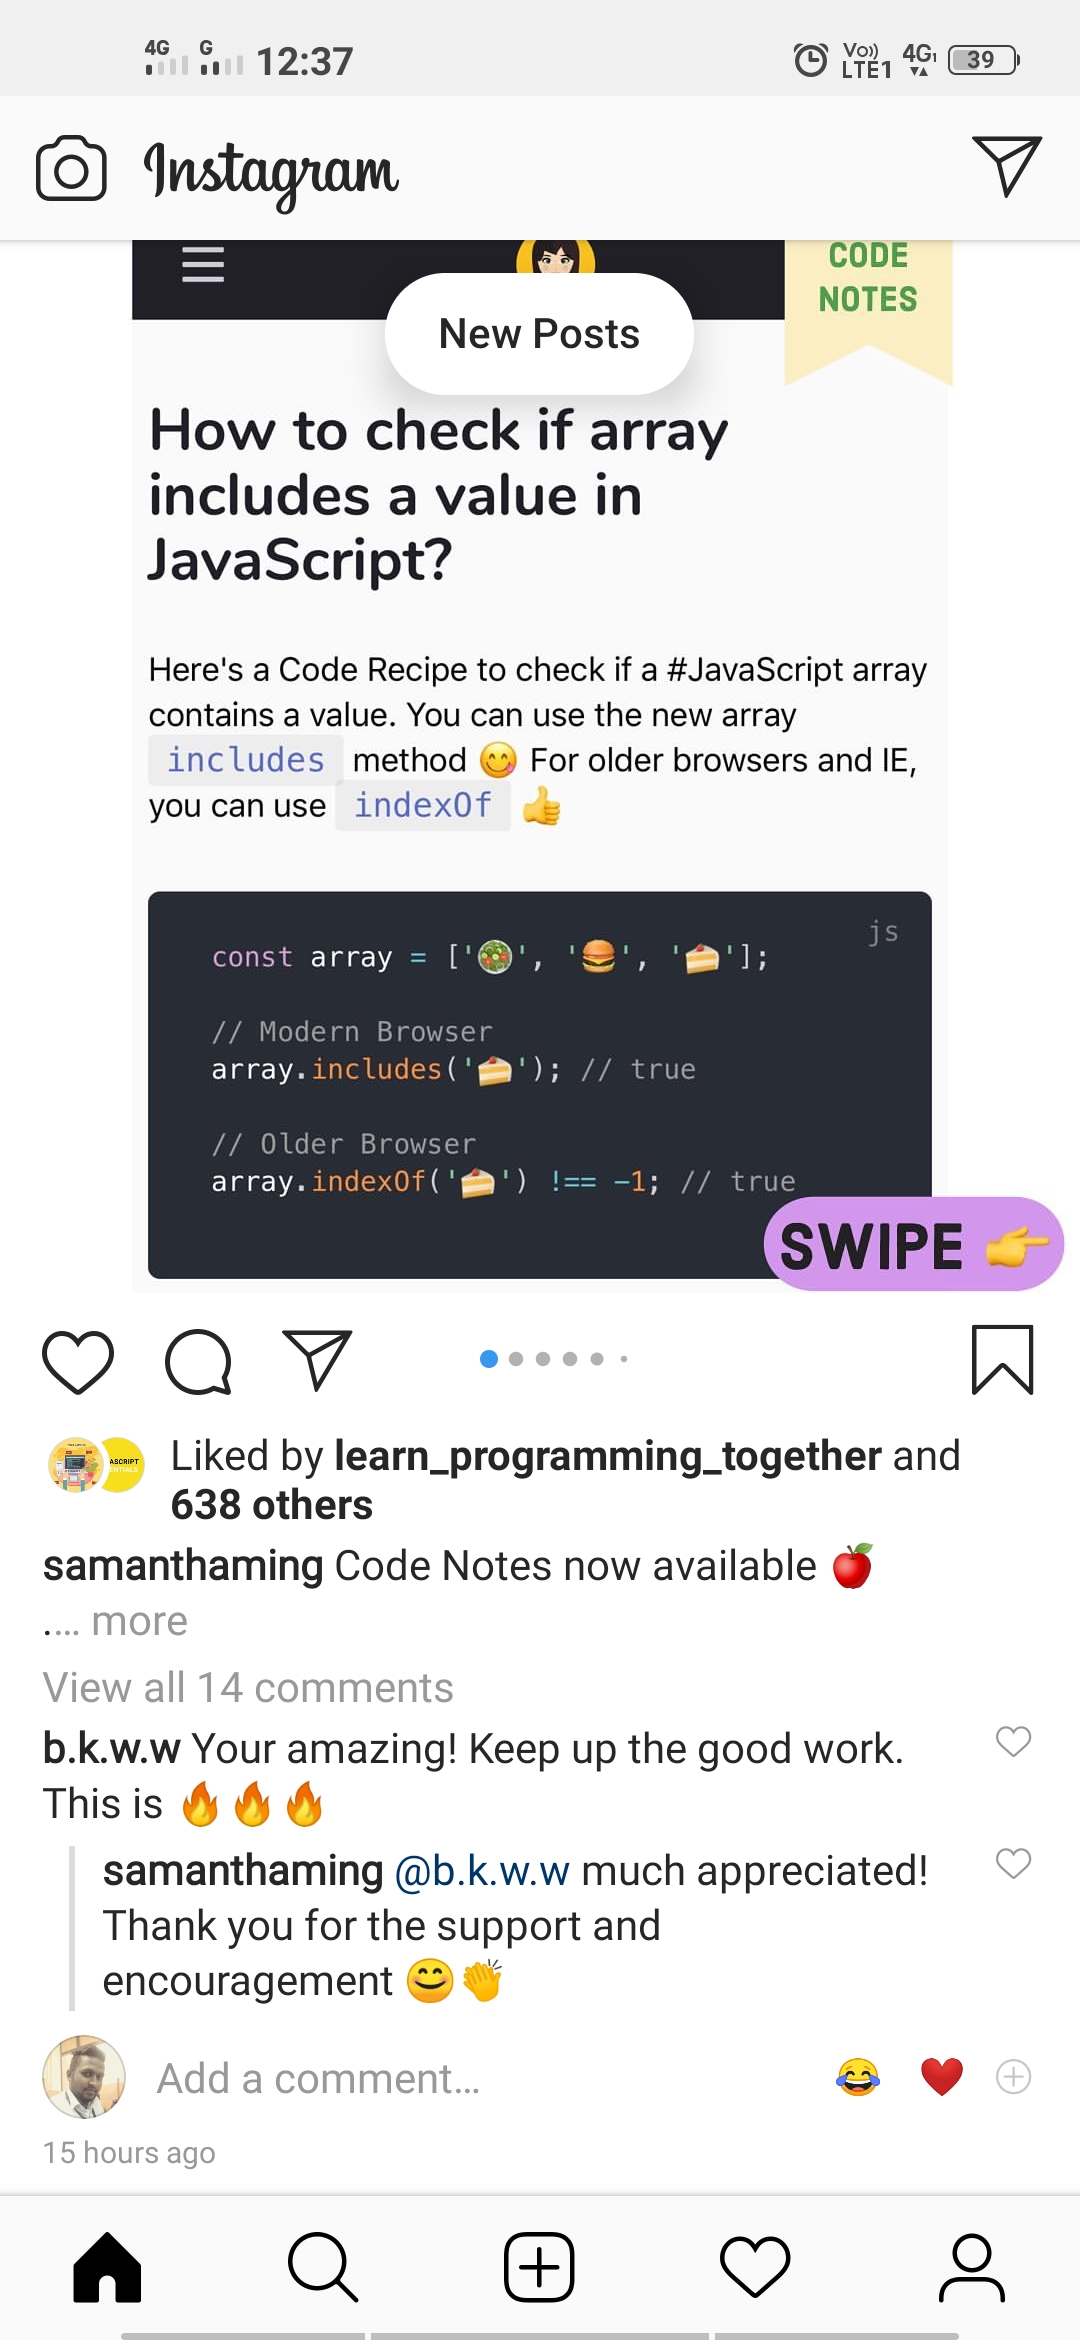 4G G 12:37 Vo)) LTE1 4G1 39
Instagram
CODE
NOTES
New Posts
How to check if array
includes a value in
JavaScript?
Here's a Code Recipe to check if a #JavaScript array
contains a value. You can use the new array
includes method 😋 For older browsers and IE,
you can use indexOf 👍
js
const array = ['🥗', '🍔', '🍰'];
// Modern Browser
array.includes('🍰'); // true
// Older Browser
array.indexOf('🍰') !== -1; // true
SWIPE 👉
Liked by learn_programming_together and
638 others
samanthaming Code Notes now available 🍎
.... more
View all 14 comments
b.k.w.w Your amazing! Keep up the good work.
This is 🔥🔥🔥
samanthaming @b.k.w.w much appreciated!
Thank you for the support and
encouragement 😊👏
Add a comment... 😂 ❤️
15 hours ago